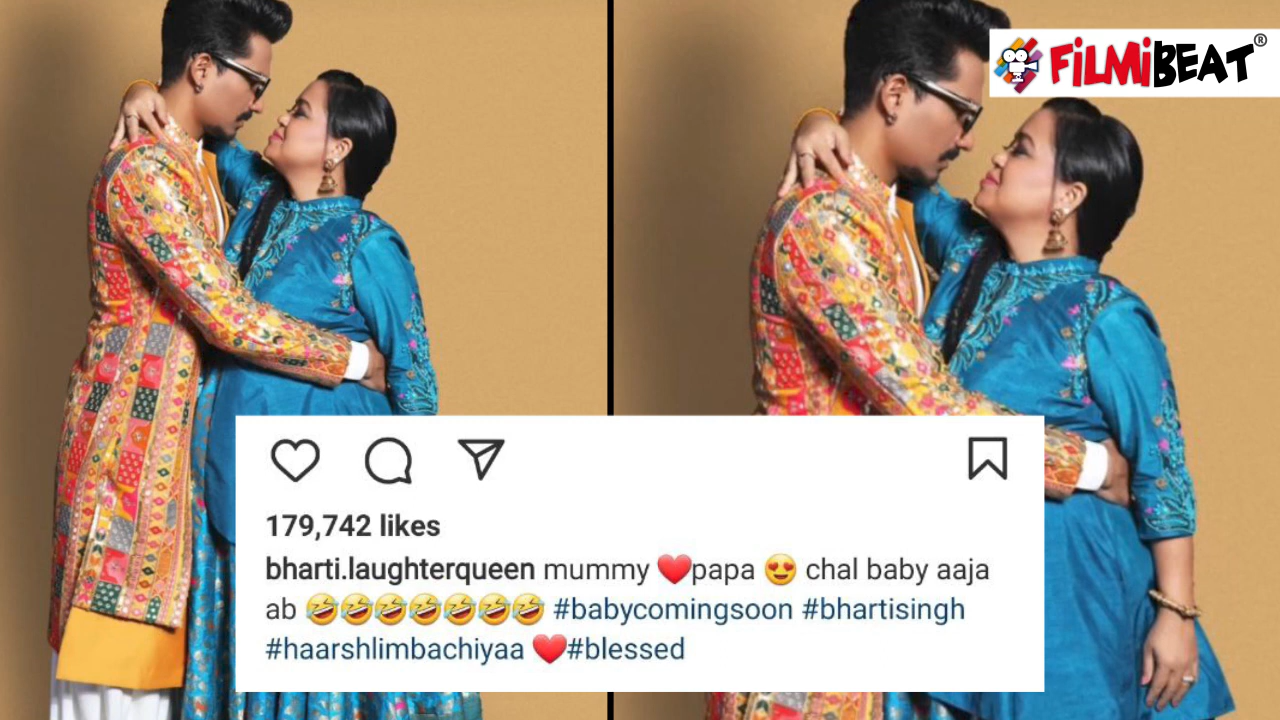 FiLMiBEAT®
179,742 likes
bharti.laughterqueen mummy ❤️papa 😍 chal baby aaja
ab 🤣🤣🤣🤣🤣🤣🤣 #babycomingsoon #bhartisingh
#haarshlimbachiyaa ❤️#blessed